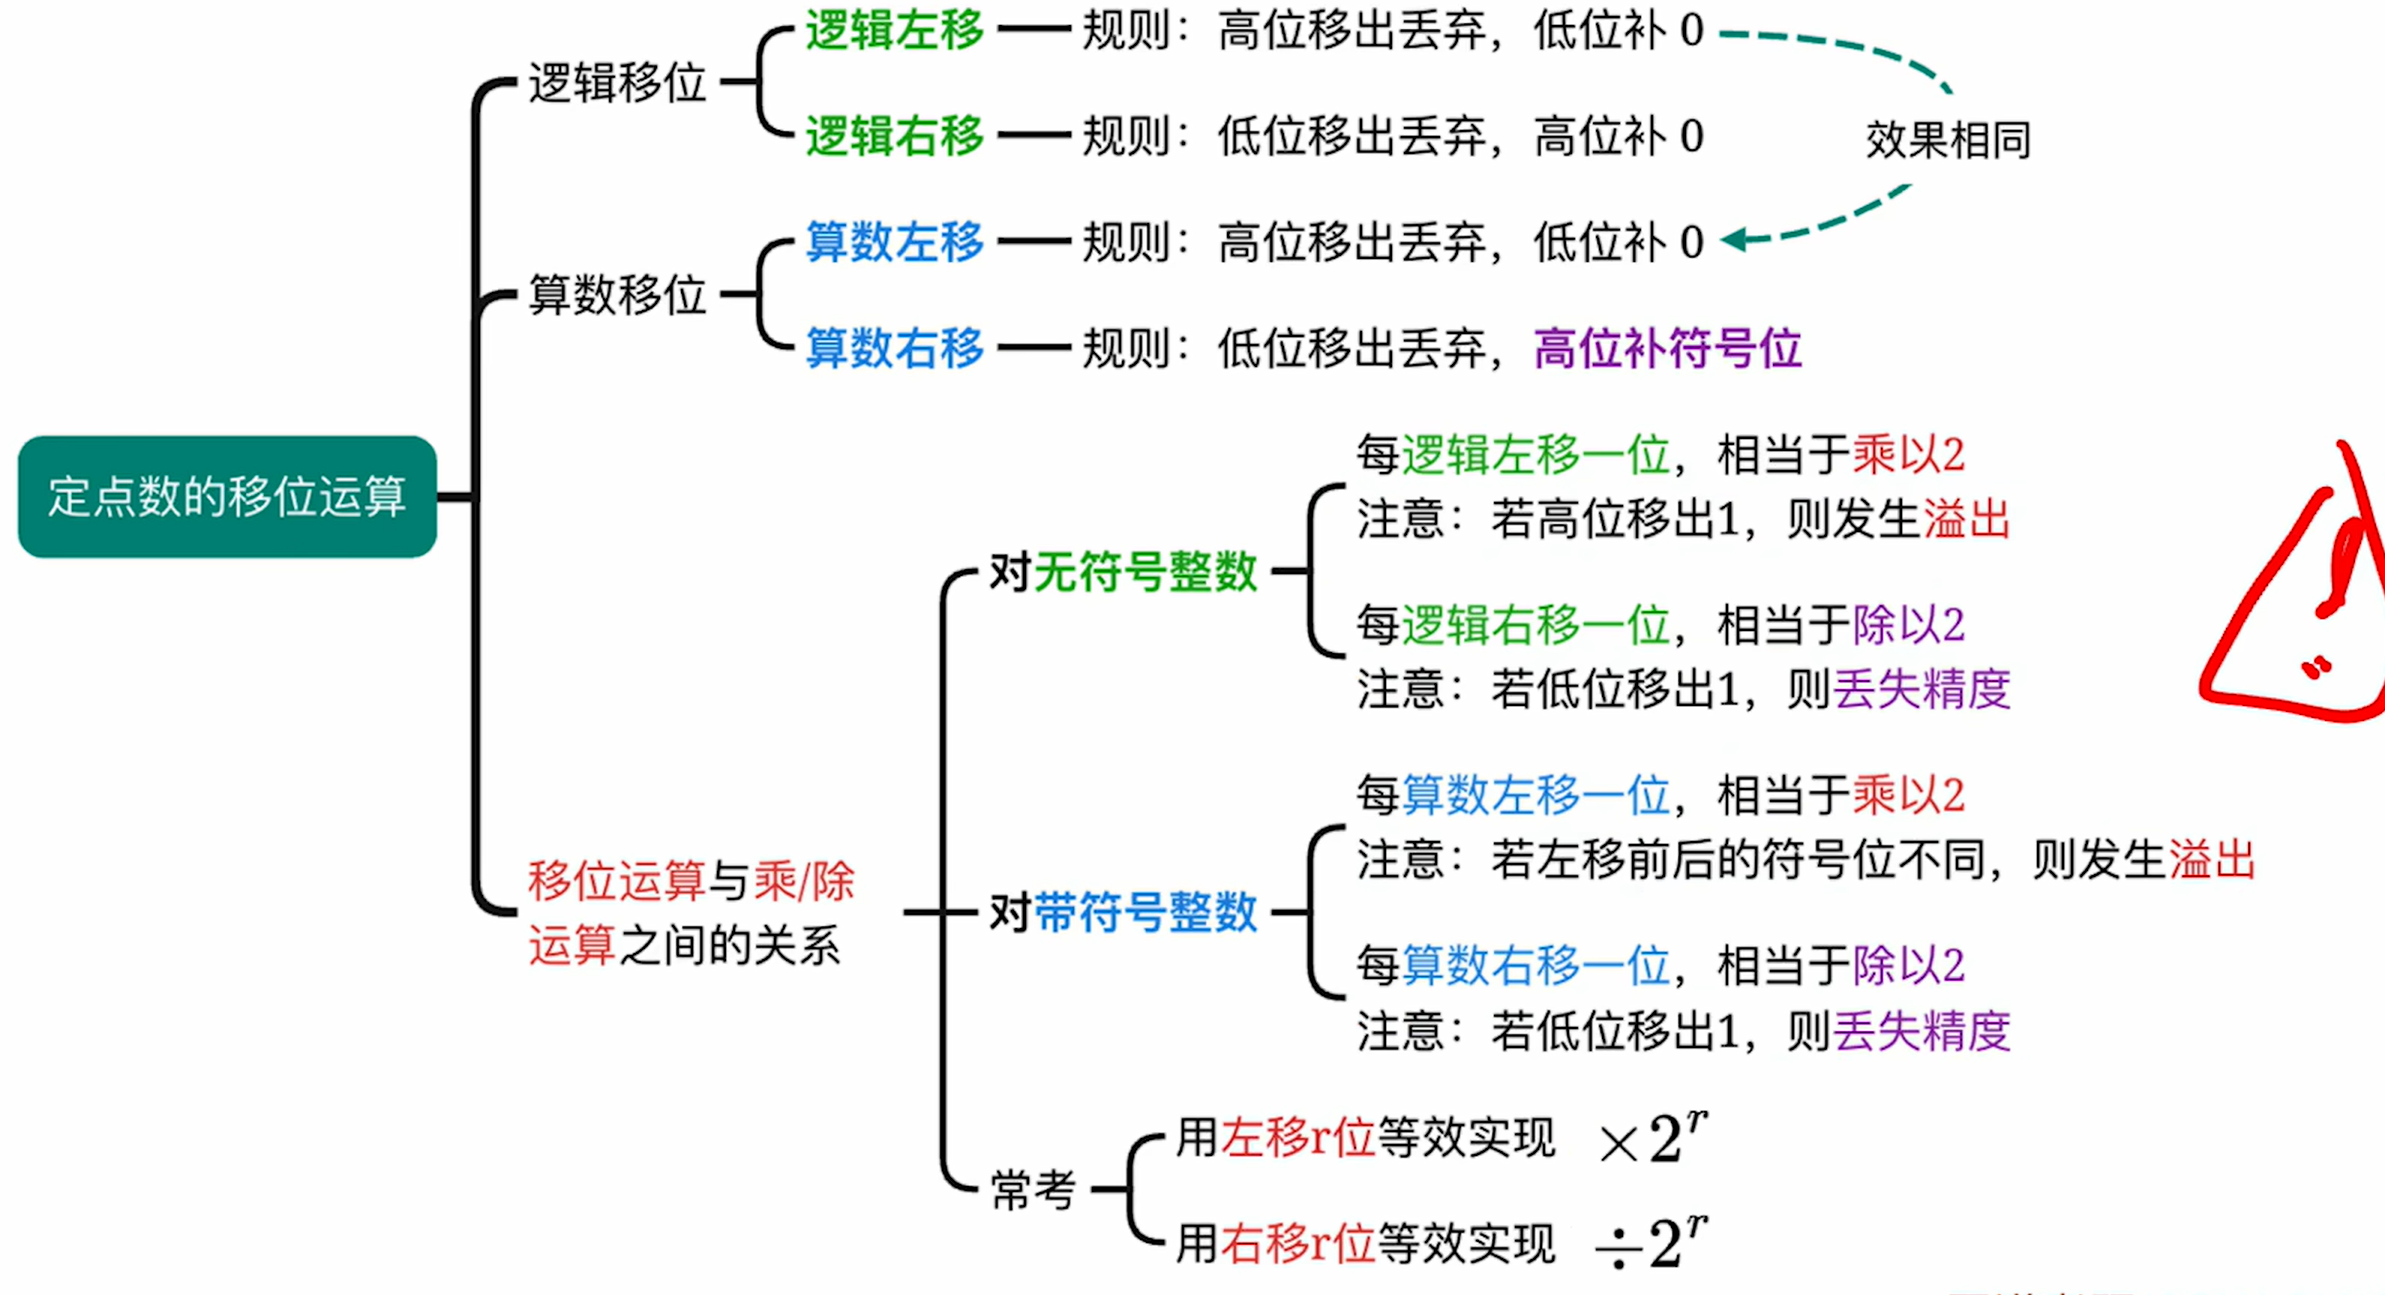 逻辑左移 规则：高位移出丢弃，低位补 0
逻辑移位
逻辑右移 规则：低位移出丢弃，高位补 0
效果相同
算数左移 规则：高位移出丢弃，低位补 0
算数移位
算数右移 规则：低位移出丢弃，高位补符号位
定点数的移位运算
每逻辑左移一位，相当于乘以2
注意：若高位移出1，则发生溢出
对无符号整数
每逻辑右移一位，相当于除以2
注意：若低位移出1，则丢失精度
移位运算与乘/除
运算之间的关系
每算数左移一位，相当于乘以2
注意：若左移前后的符号位不同，则发生溢出
对带符号整数
每算数右移一位，相当于除以2
注意：若低位移出1，则丢失精度
用左移r位等效实现 ×2^r
常考
用右移r位等效实现 ÷2^r